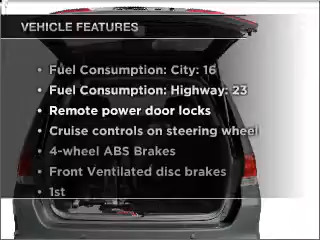 VEHICLE FEATURES
• Fuel Consumption: City: 16
• Fuel Consumption: Highway: 23
• Remote power door locks
• Cruise controls on steering wheel
• 4-wheel ABS Brakes
• Front Ventilated disc brakes
• 1st